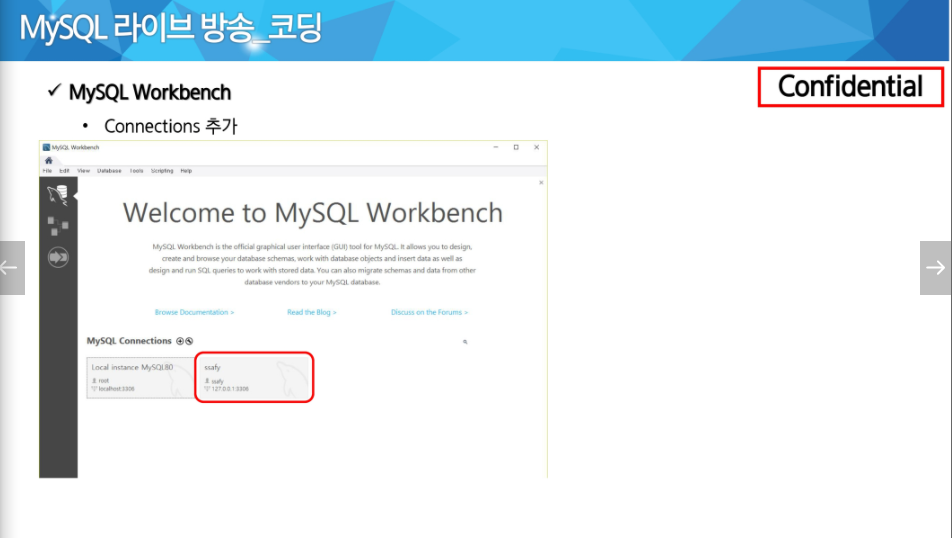 MySQL 라이브 방송_코딩
Confidential
✓ MySQL Workbench
• Connections 추가
MySQL Workbench
File Edit View Database Tools Scripting Help
Welcome to MySQL Workbench
MySQL Workbench is the official graphical user interface (GUI) tool for MySQL. It allows you to design,
create and browse your database schemas, work with database objects and insert data as well as
design and run SQL queries to work with stored data. You can also migrate schemas and data from other
database vendors to your MySQL database.
Browse Documentation > Read the Blog > Discuss on the Forums >
MySQL Connections
Local instance MySQL80
root
localhost:3306
ssafy
ssafy
127.0.0.1:3306